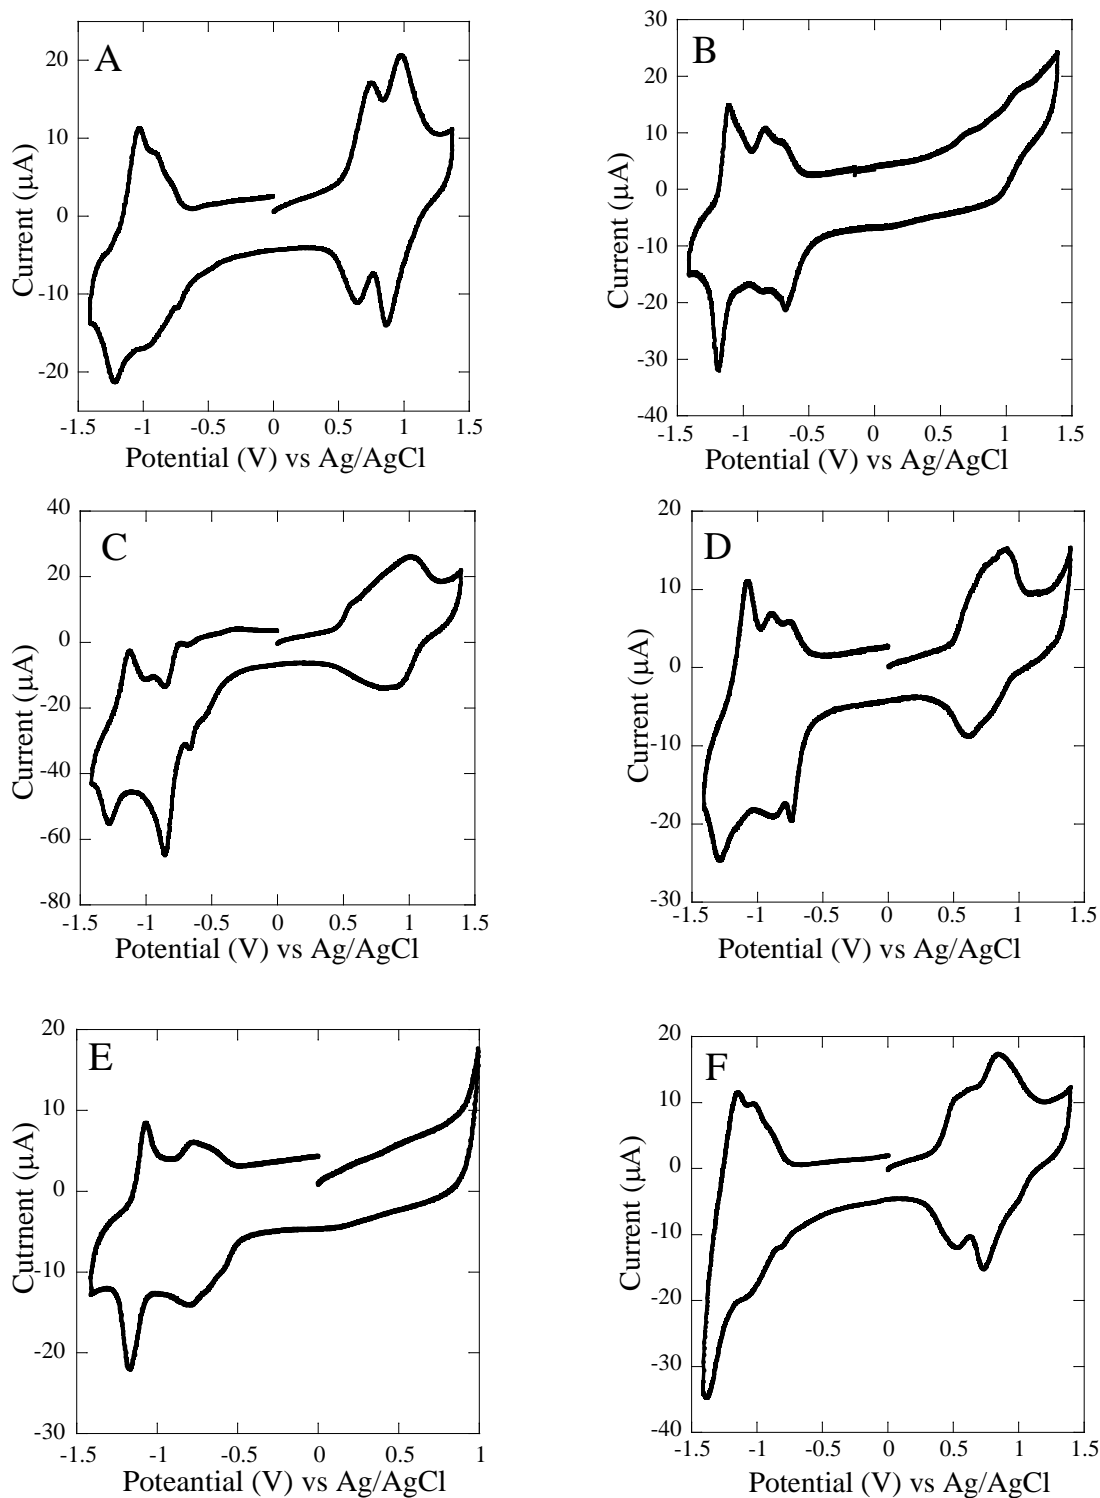 A
20
10
0
-10
-20
Current (μA)
-1.5 -1 -0.5 0 0.5 1 1.5
Potential (V) vs Ag/AgCl
B
30
20
10
0
-10
-20
-30
-40
Current (μA)
-1.5 -1 -0.5 0 0.5 1 1.5
Potential (V) vs Ag/AgCl
C
40
20
0
-20
-40
-60
-80
Current (μA)
-1.5 -1 -0.5 0 0.5 1 1.5
Potential (V) vs Ag/AgCl
D
20
10
0
-10
-20
-30
Current (μA)
-1.5 -1 -0.5 0 0.5 1 1.5
Potential (V) vs Ag/AgCl
E
20
10
0
-10
-20
-30
Cutrnent (μA)
-1.5 -1 -0.5 0 0.5 1
Poteantial (V) vs Ag/AgCl
F
20
10
0
-10
-20
-30
-40
Current (μA)
-1.5 -1 -0.5 0 0.5 1 1.5
Potential (V) vs Ag/AgCl